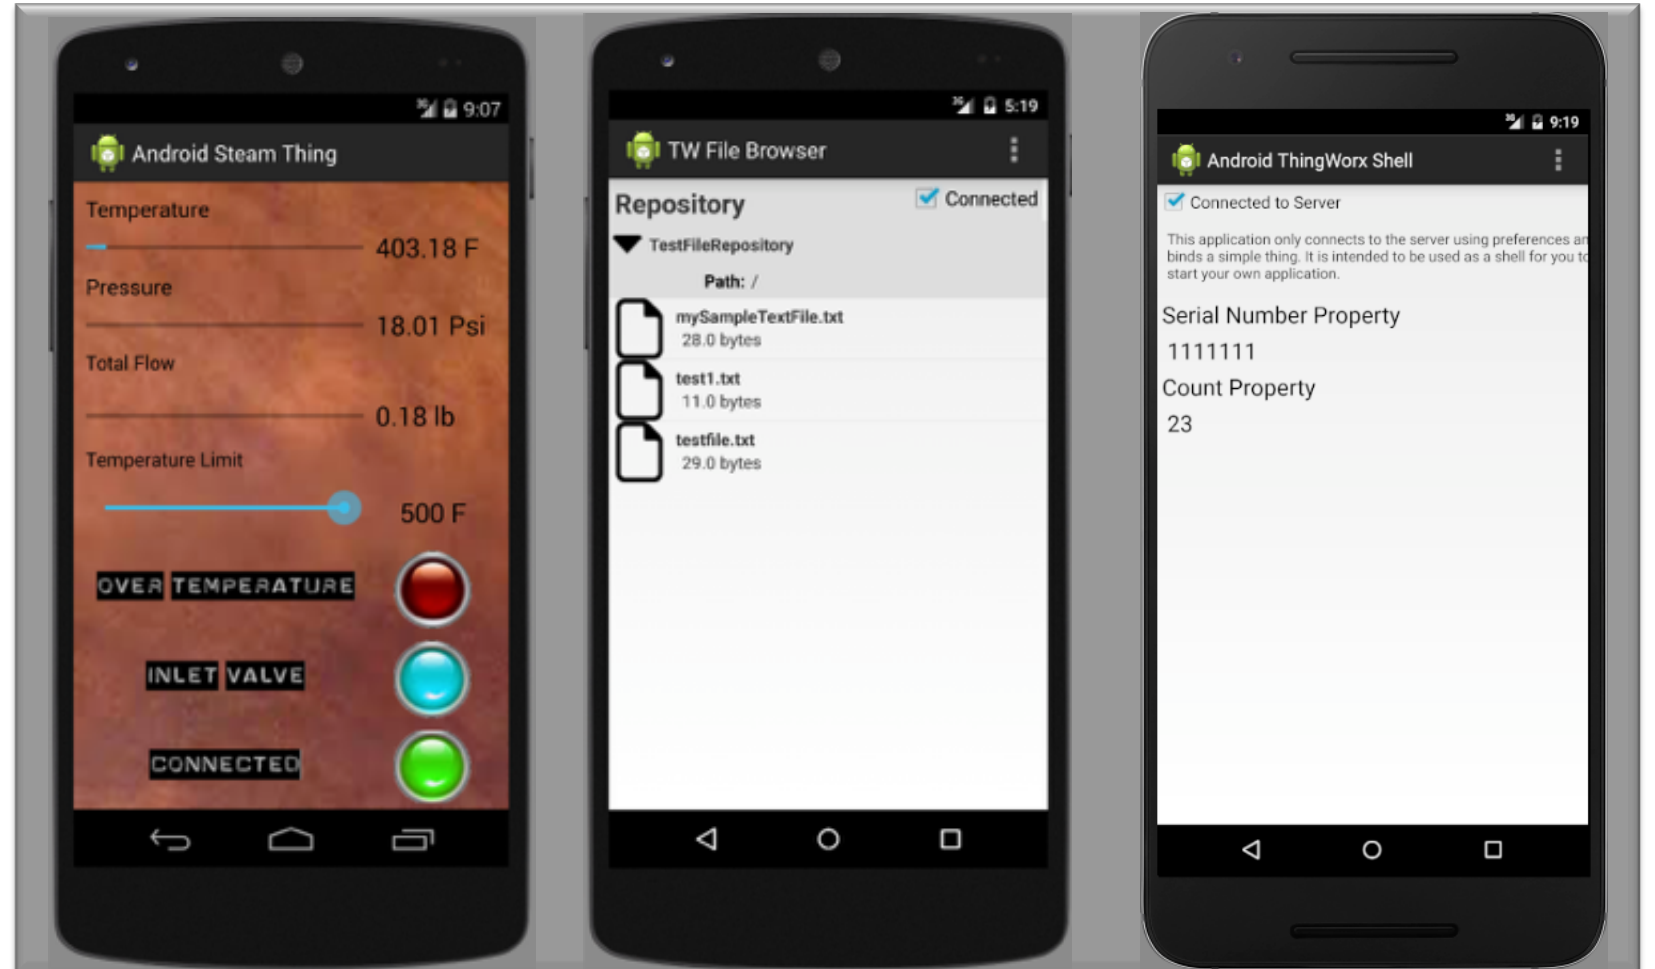 3G 9:07
Android Steam Thing
Temperature
403.18 F
Pressure
18.01 Psi
Total Flow
0.18 lb
Temperature Limit
500 F
OVER TEMPERATURE
INLET VALVE
CONNECTED
3G 5:19
TW File Browser
Repository
Connected
TestFileRepository
Path: /
mySampleTextFile.txt
28.0 bytes
test1.txt
11.0 bytes
testfile.txt
29.0 bytes
3G 9:19
Android ThingWorx Shell
Connected to Server
This application only connects to the server using preferences an
binds a simple thing. It is intended to be used as a shell for you to
start your own application.
Serial Number Property
1111111
Count Property
23